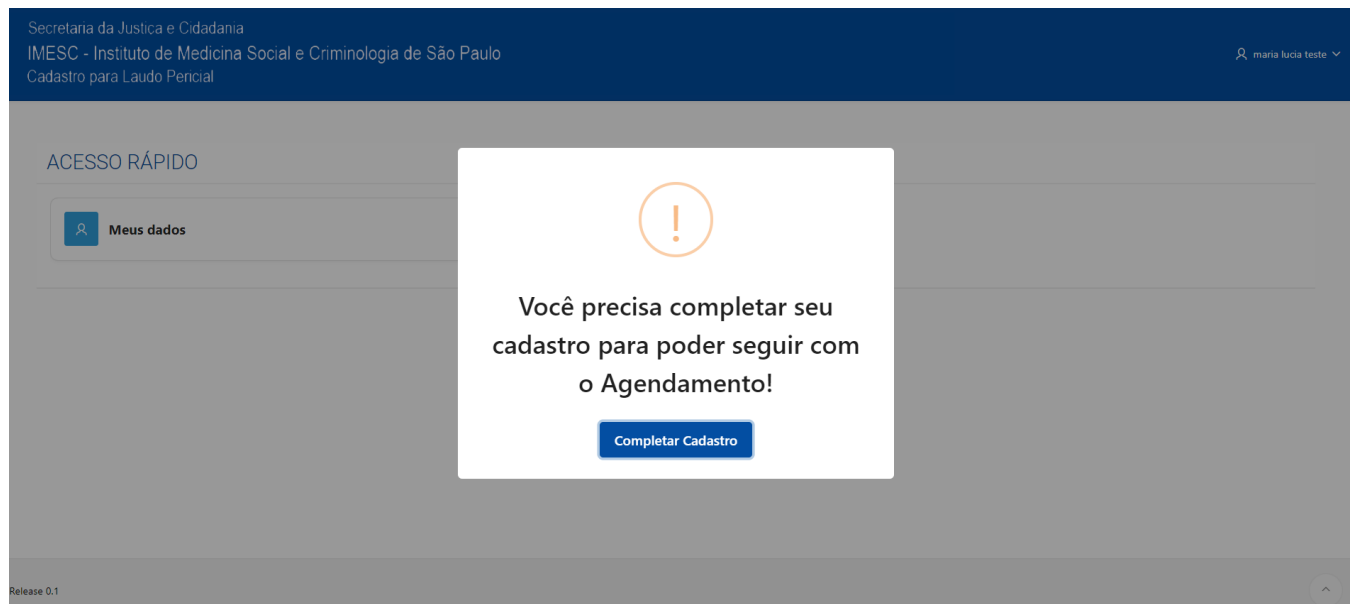 Secretaria da Justiça e Cidadania
IMESC - Instituto de Medicina Social e Criminologia de São Paulo
Cadastro para Laudo Pericial
maria lucia teste
ACESSO RÁPIDO
Meus dados
!
Você precisa completar seu
cadastro para poder seguir com
o Agendamento!
Completar Cadastro
Release 0.1